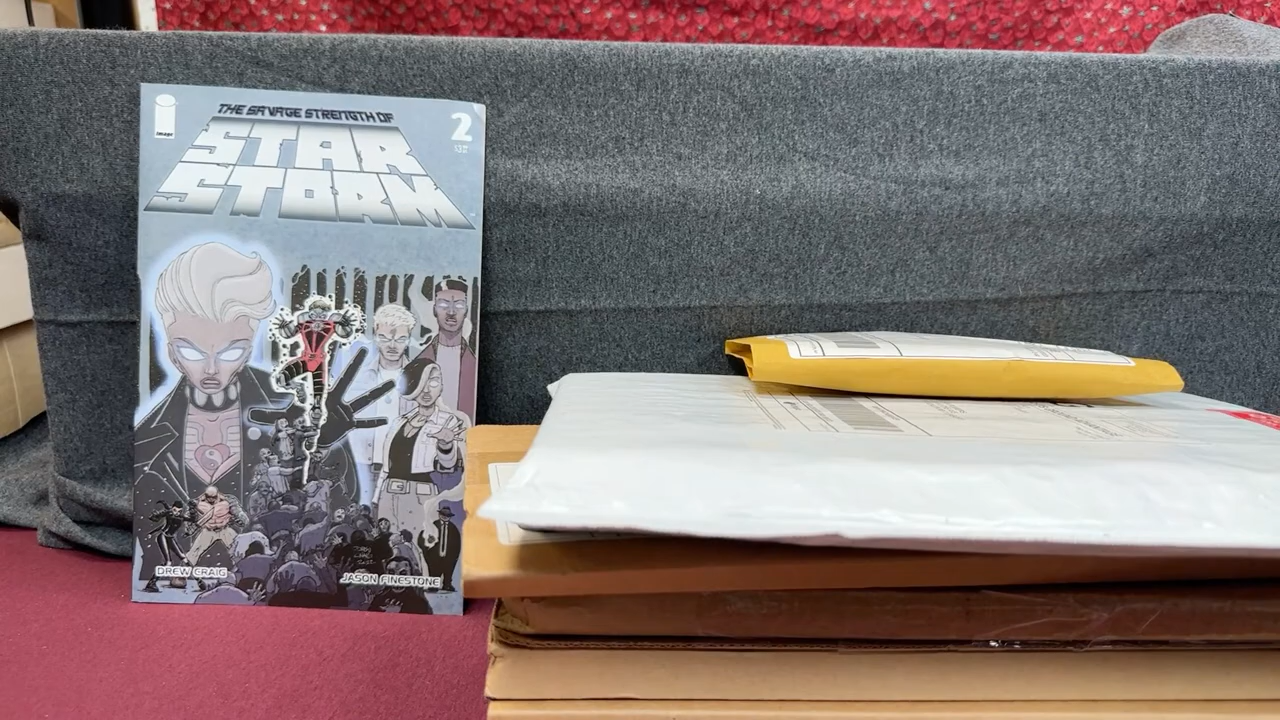 image
THE SAVAGE STRENGTH OF
2
STAR
STORM
DREW CRAIG
JASON FINESTONE